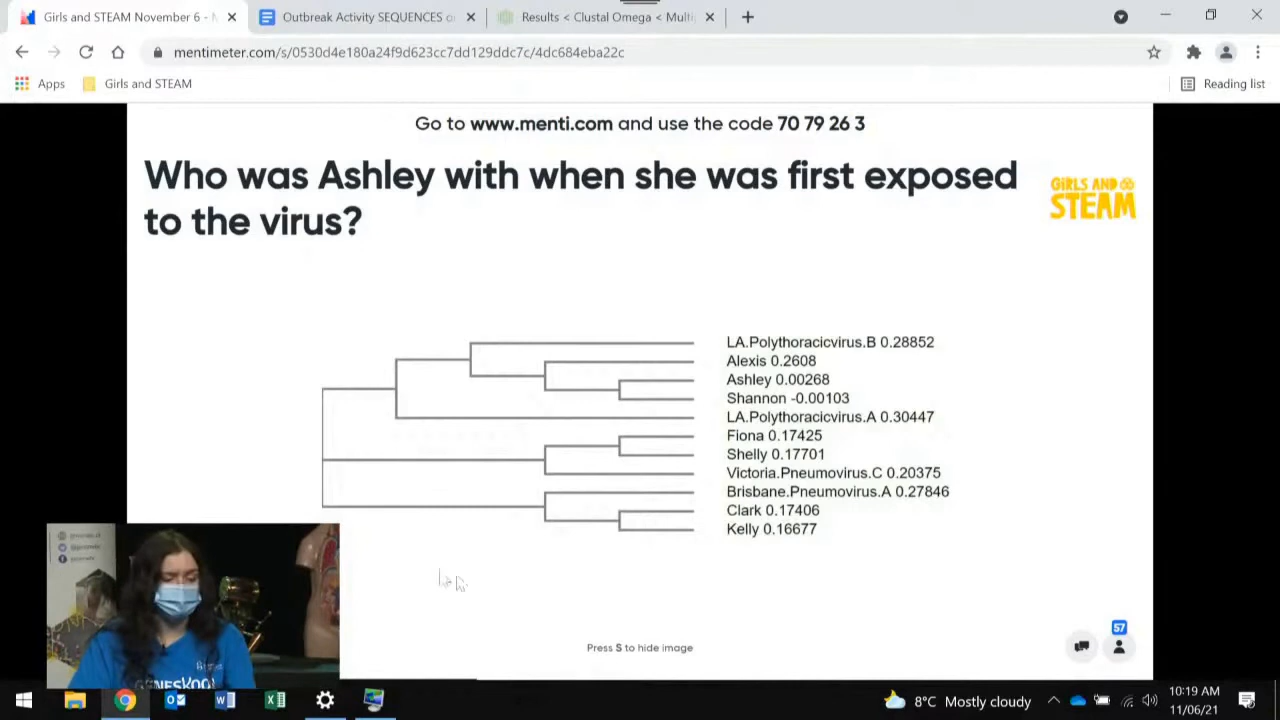 Girls and STEAM November 6 -
Outbreak Activity SEQUENCES
Results < Clustal Omega < Mult
mentimeter.com/s/0530d4e180a24f9d623cc7dd129ddc7c/4dc684eba22c
Apps
Girls and STEAM
Reading list
Go to www.menti.com and use the code 70 79 26 3
Who was Ashley with when she was first exposed
to the virus?
GIRLS AND
STEAM
LA.Polythoracicvirus.B 0.28852
Alexis 0.2608
Ashley 0.00268
Shannon -0.00103
LA.Polythoracicvirus.A 0.30447
Fiona 0.17425
Shelly 0.17701
Victoria.Pneumovirus.C 0.20375
Brisbane.Pneumovirus.A 0.27846
Clark 0.17406
Kelly 0.16677
57
Press S to hide image
8°C Mostly cloudy
10:19 AM
11/06/21